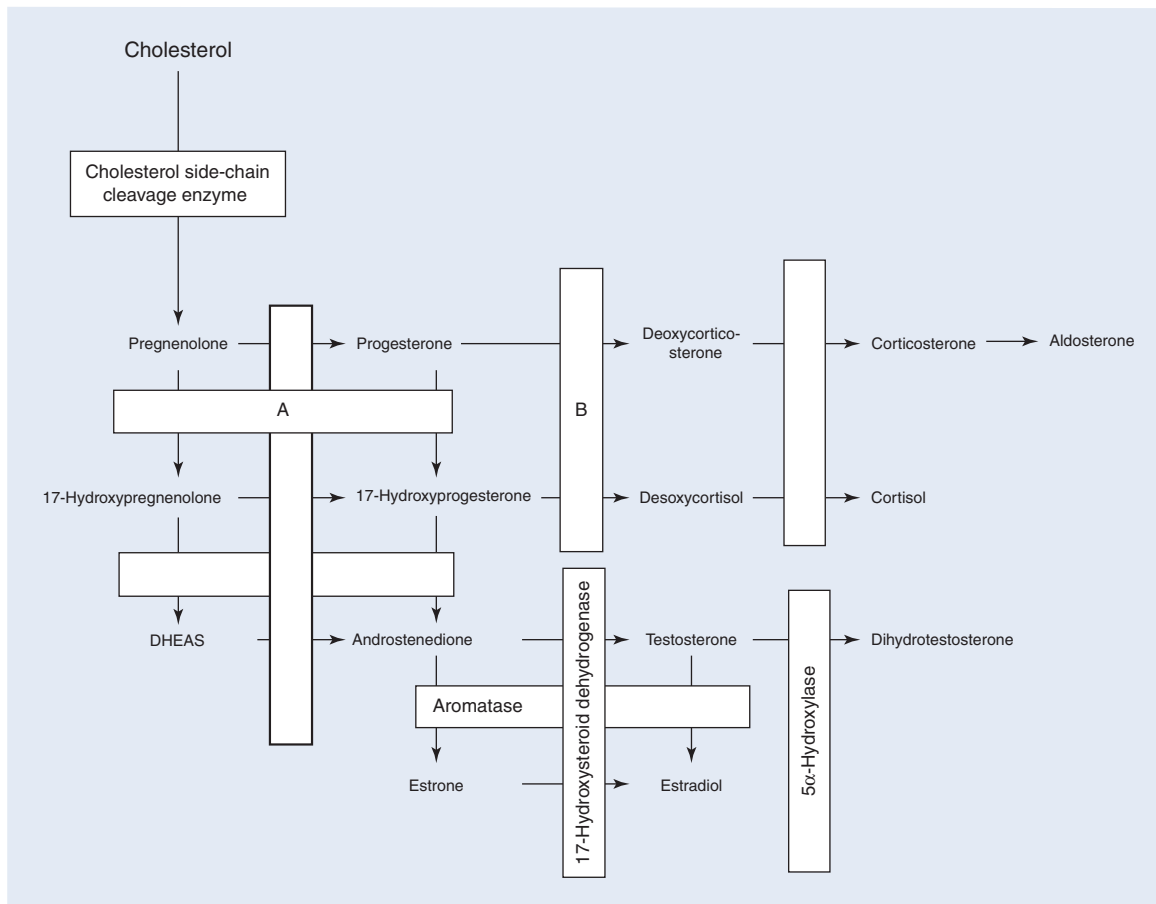 Cholesterol
Cholesterol side-chain
cleavage enzyme
Pregnenolone
Progesterone
Deoxycortico-
sterone
Corticosterone
Aldosterone
A
B
17-Hydroxypregnenolone
17-Hydroxyprogesterone
Desoxycortisol
Cortisol
DHEAS
Androstenedione
17-Hydroxysteroid dehydrogenase
Testosterone
5α-Hydroxylase
Dihydrotestosterone
Aromatase
Estrone
Estradiol